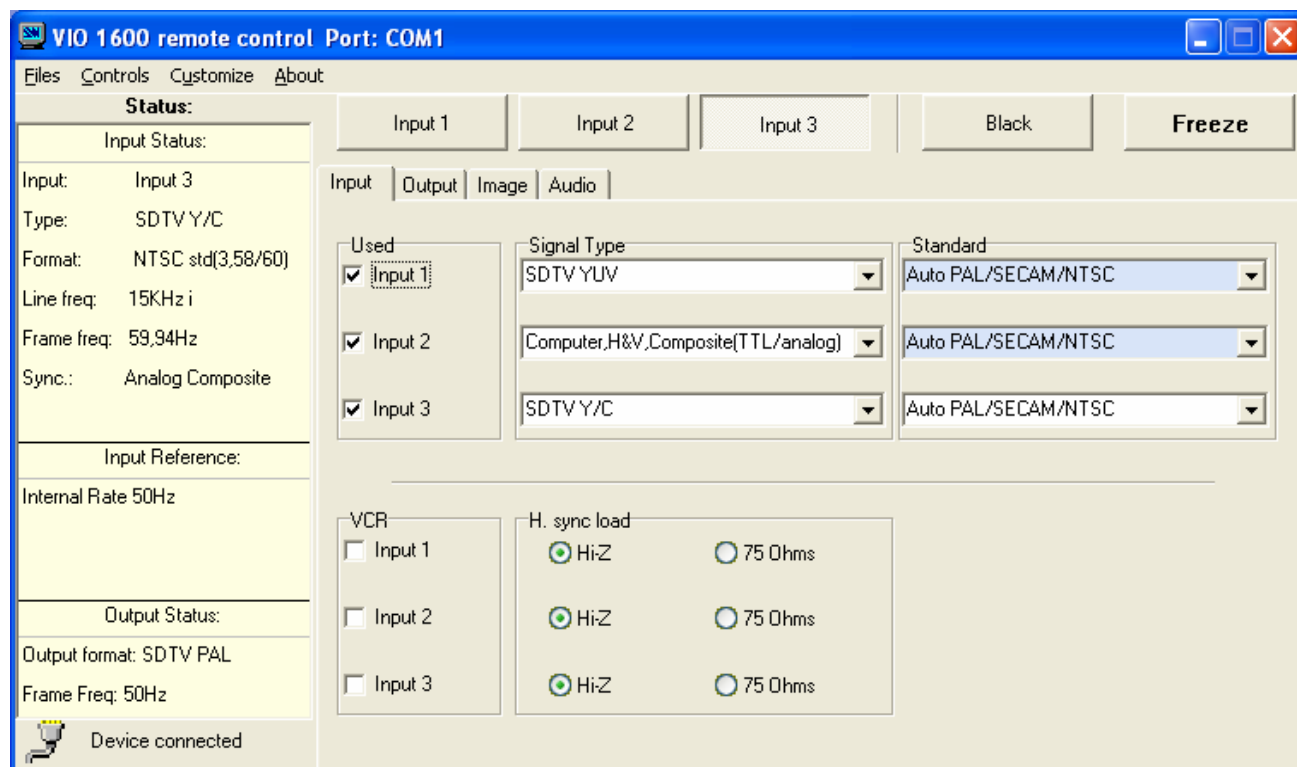 VIO 1600 remote control Port: COM1
Files Controls Customize About
Status:
Input Status:
Input: Input 3
Type: SDTV Y/C
Format: NTSC std(3,58/60)
Line freq: 15KHz i
Frame freq: 59,94Hz
Sync.: Analog Composite
Input Reference:
Internal Rate 50Hz
Output Status:
Output format: SDTV PAL
Frame Freq: 50Hz
Device connected
Input 1 Input 2 Input 3 Black Freeze
Input Output Image Audio
Used Signal Type Standard
Input 1 SDTV YUV Auto PAL/SECAM/NTSC
Input 2 Computer,H&V,Composite(TTL/analog) Auto PAL/SECAM/NTSC
Input 3 SDTV Y/C Auto PAL/SECAM/NTSC
VCR H. sync load
Input 1 Hi-Z 75 Ohms
Input 2 Hi-Z 75 Ohms
Input 3 Hi-Z 75 Ohms